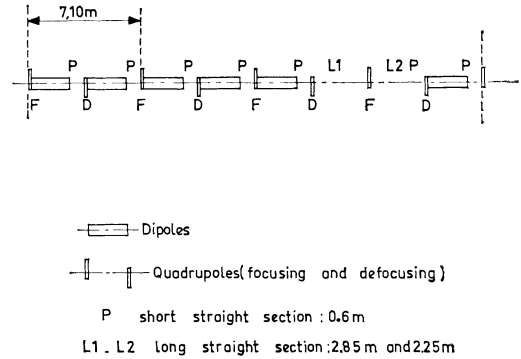 7,10m
P P P P P L1 L2 P P
F D F D F D F D
Dipoles
Quadrupoles(focusing and defocusing)
P short straight section : 0.6m
L1 _ L2 long straight section:2.85m and 2.25m